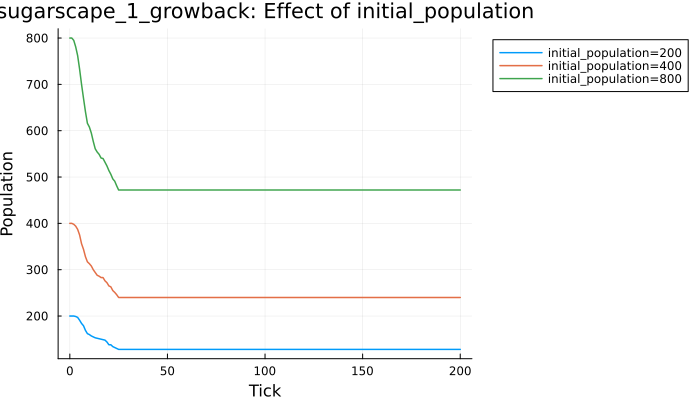 sugarscape_1_growback: Effect of initial_population
800
700
600
500
400
300
200
Population
0 50 100 150 200
Tick
initial_population=200
initial_population=400
initial_population=800